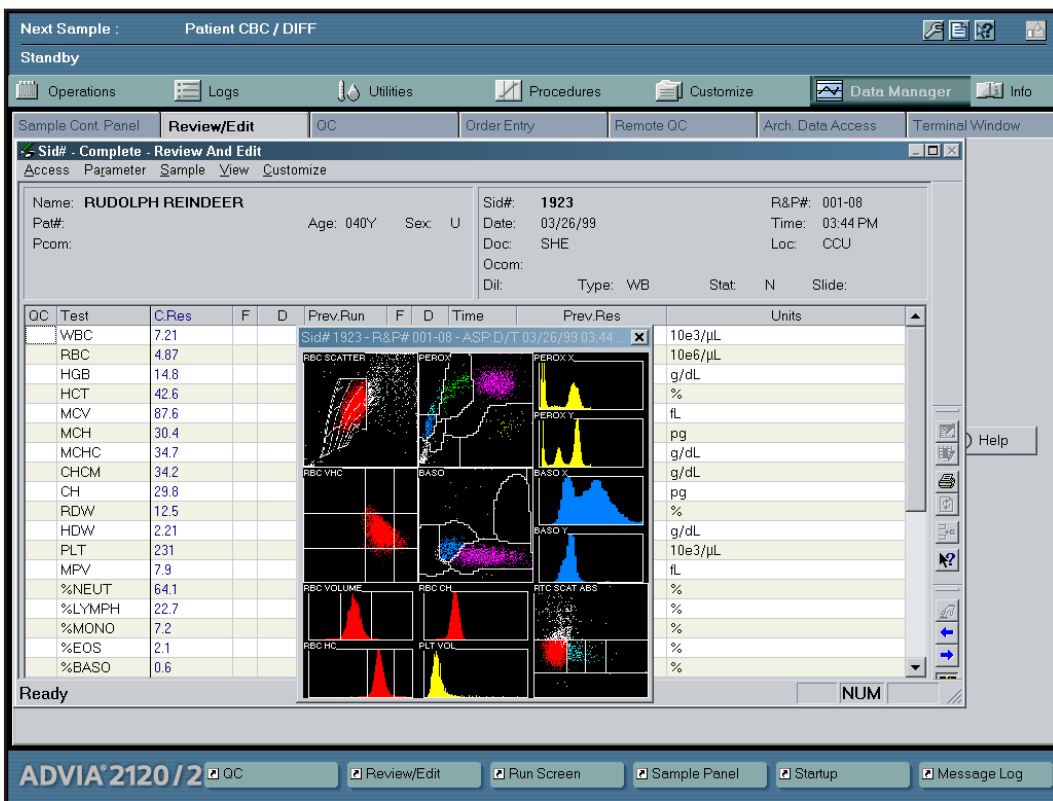 Next Sample : Patient CBC / DIFF
Standby
Operations Logs Utilities Procedures Customize Data Manager Info
Sample Cont. Panel Review/Edit QC Order Entry Remote QC Arch. Data Access Terminal Window
Sid# - Complete - Review And Edit
Access Parameter Sample View Customize
Name: RUDOLPH REINDEER Sid#: 1923 R&P#: 001-08
Pat#: Age: 040Y Sex: U Date: 03/26/99 Time: 03:44 PM
Pcom: Doc: SHE Loc: CCU
Ocom:
Dil: Type: WB Stat: N Slide:
QC Test C.Res F D Prev.Run F D Time Prev.Res Units
WBC 7.21 10e3/µL
Sid# 1923 - R&P# 001-08 - ASP.D/T 03/26/99 03:44 ...
RBC 4.87 10e6/µL
HGB 14.8 g/dL
HCT 42.6 %
MCV 87.6 fL
MCH 30.4 pg
MCHC 34.7 g/dL
CHCM 34.2 g/dL
CH 29.8 pg
RDW 12.5 %
HDW 2.21 g/dL
PLT 231 10e3/µL
MPV 7.9 fL
%NEUT 64.1 %
%LYMPH 22.7 %
%MONO 7.2 %
%EOS 2.1 %
%BASO 0.6 %
RBC SCATTER PEROX PEROX X
PEROX Y
RBC VHC BASO BASO X
BASO Y
RBC VOLUME RBC CH RTC SCAT ABS
RBC HC PLT VOL
Help
Ready NUM
ADVIA® 2120 / 2 QC Review/Edit Run Screen Sample Panel Startup Message Log